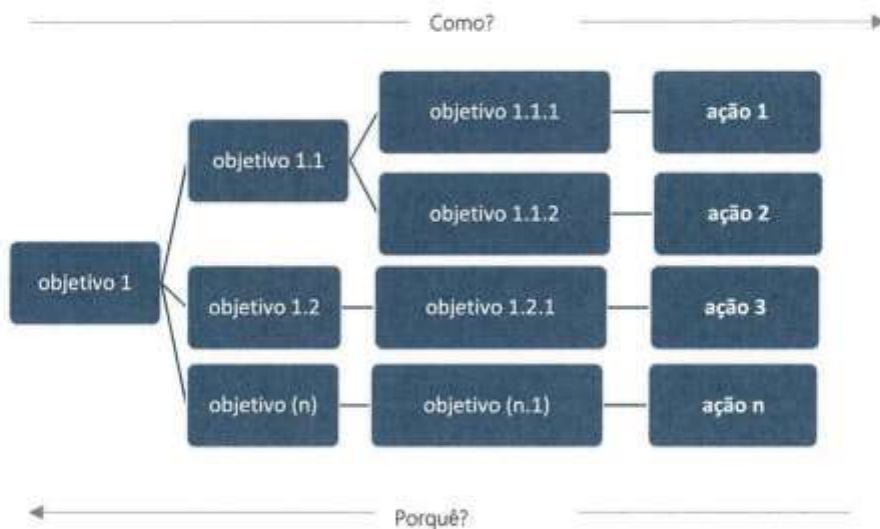 Como?
objetivo 1.1.1
ação 1
objetivo 1.1
objetivo 1.1.2
ação 2
objetivo 1
objetivo 1.2
objetivo 1.2.1
ação 3
objetivo (n)
objetivo (n.1)
ação n
Porquê?